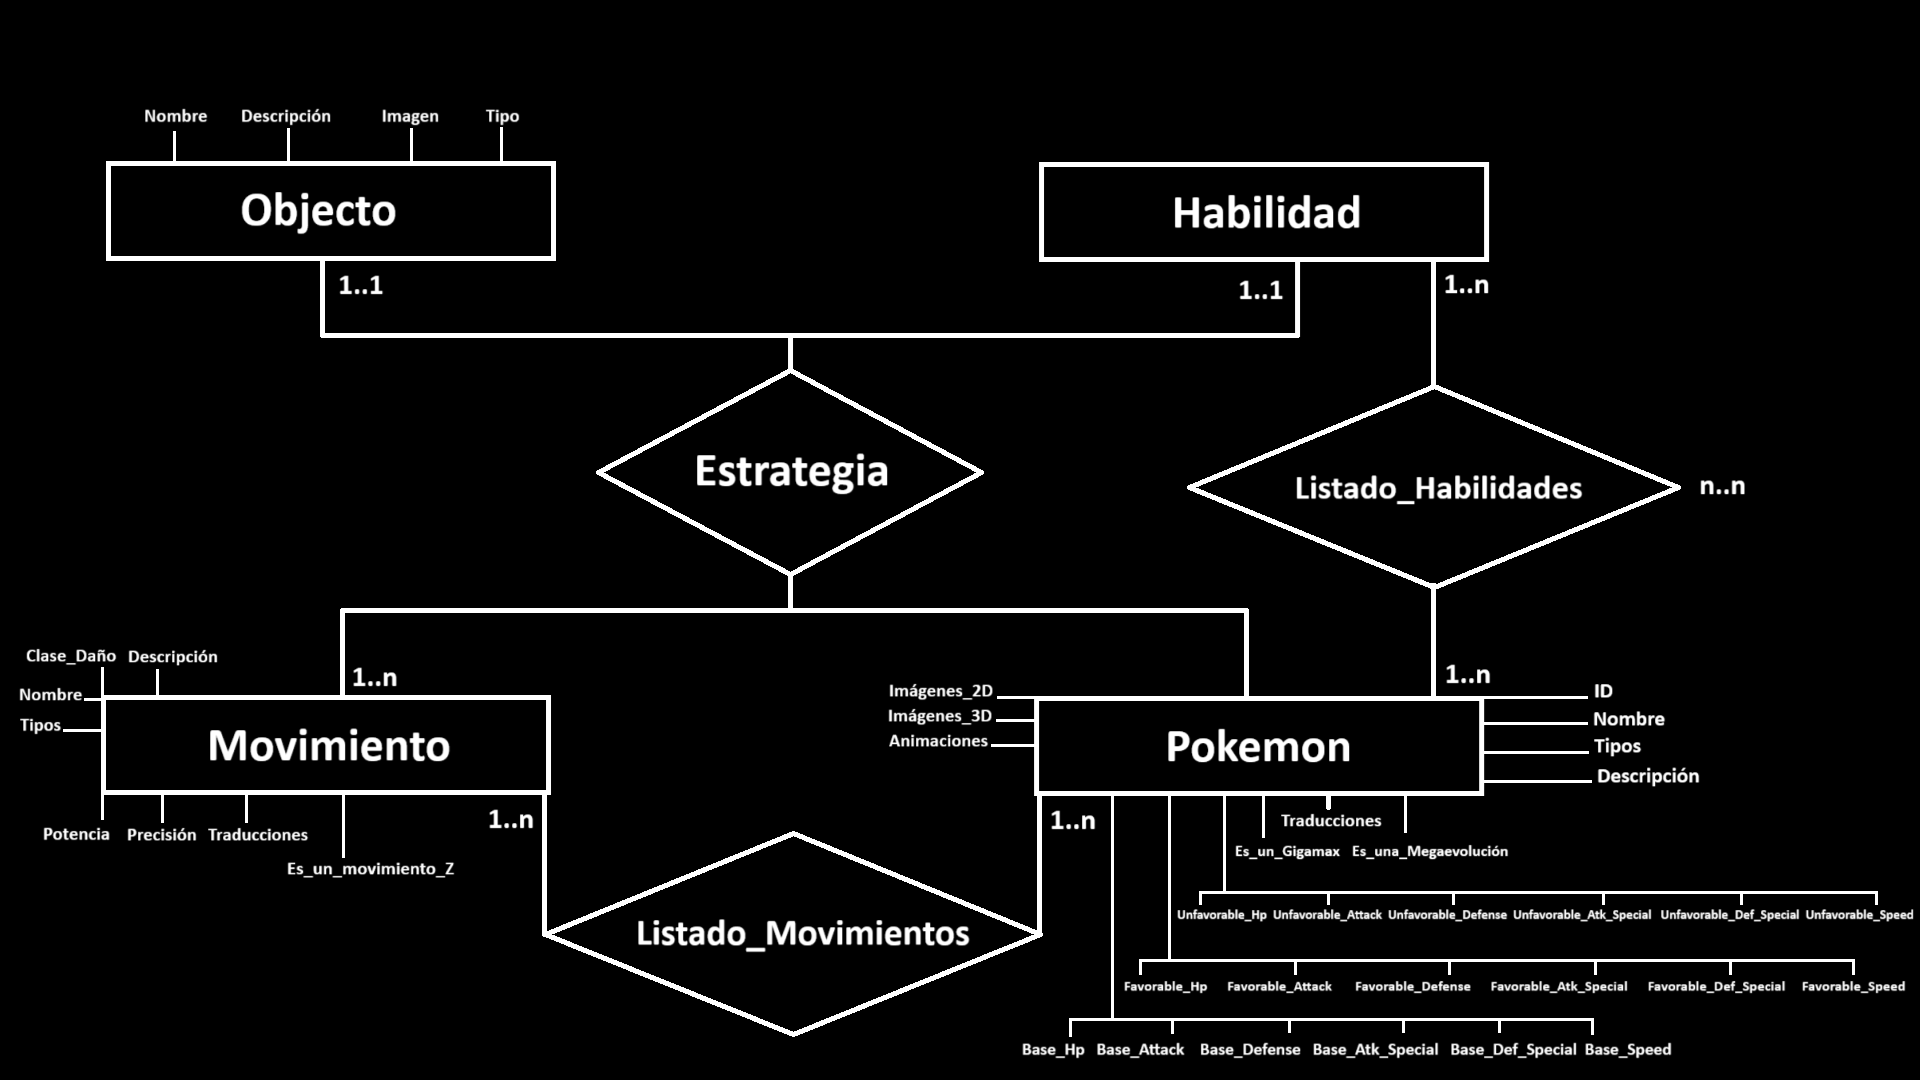 Nombre Descripción Imagen Tipo
Objecto
Habilidad
1..1
1..1
1..n
Estrategia
Listado_Habilidades
n..n
1..n
1..n
Clase_Daño Descripción
Nombre
Tipos
Movimiento
Potencia Precisión Traducciones
Es_un_movimiento_Z
1..n
Imágenes_2D
Imágenes_3D
Animaciones
Pokemon
ID
Nombre
Tipos
Descripción
1..n
Traducciones
Es_un_Gigamax Es_una_Megaevolución
Listado_Movimientos
Unfavorable_Hp Unfavorable_Attack Unfavorable_Defense Unfavorable_Atk_Special Unfavorable_Def_Special Unfavorable_Speed
Favorable_Hp Favorable_Attack Favorable_Defense Favorable_Atk_Special Favorable_Def_Special Favorable_Speed
Base_Hp Base_Attack Base_Defense Base_Atk_Special Base_Def_Special Base_Speed